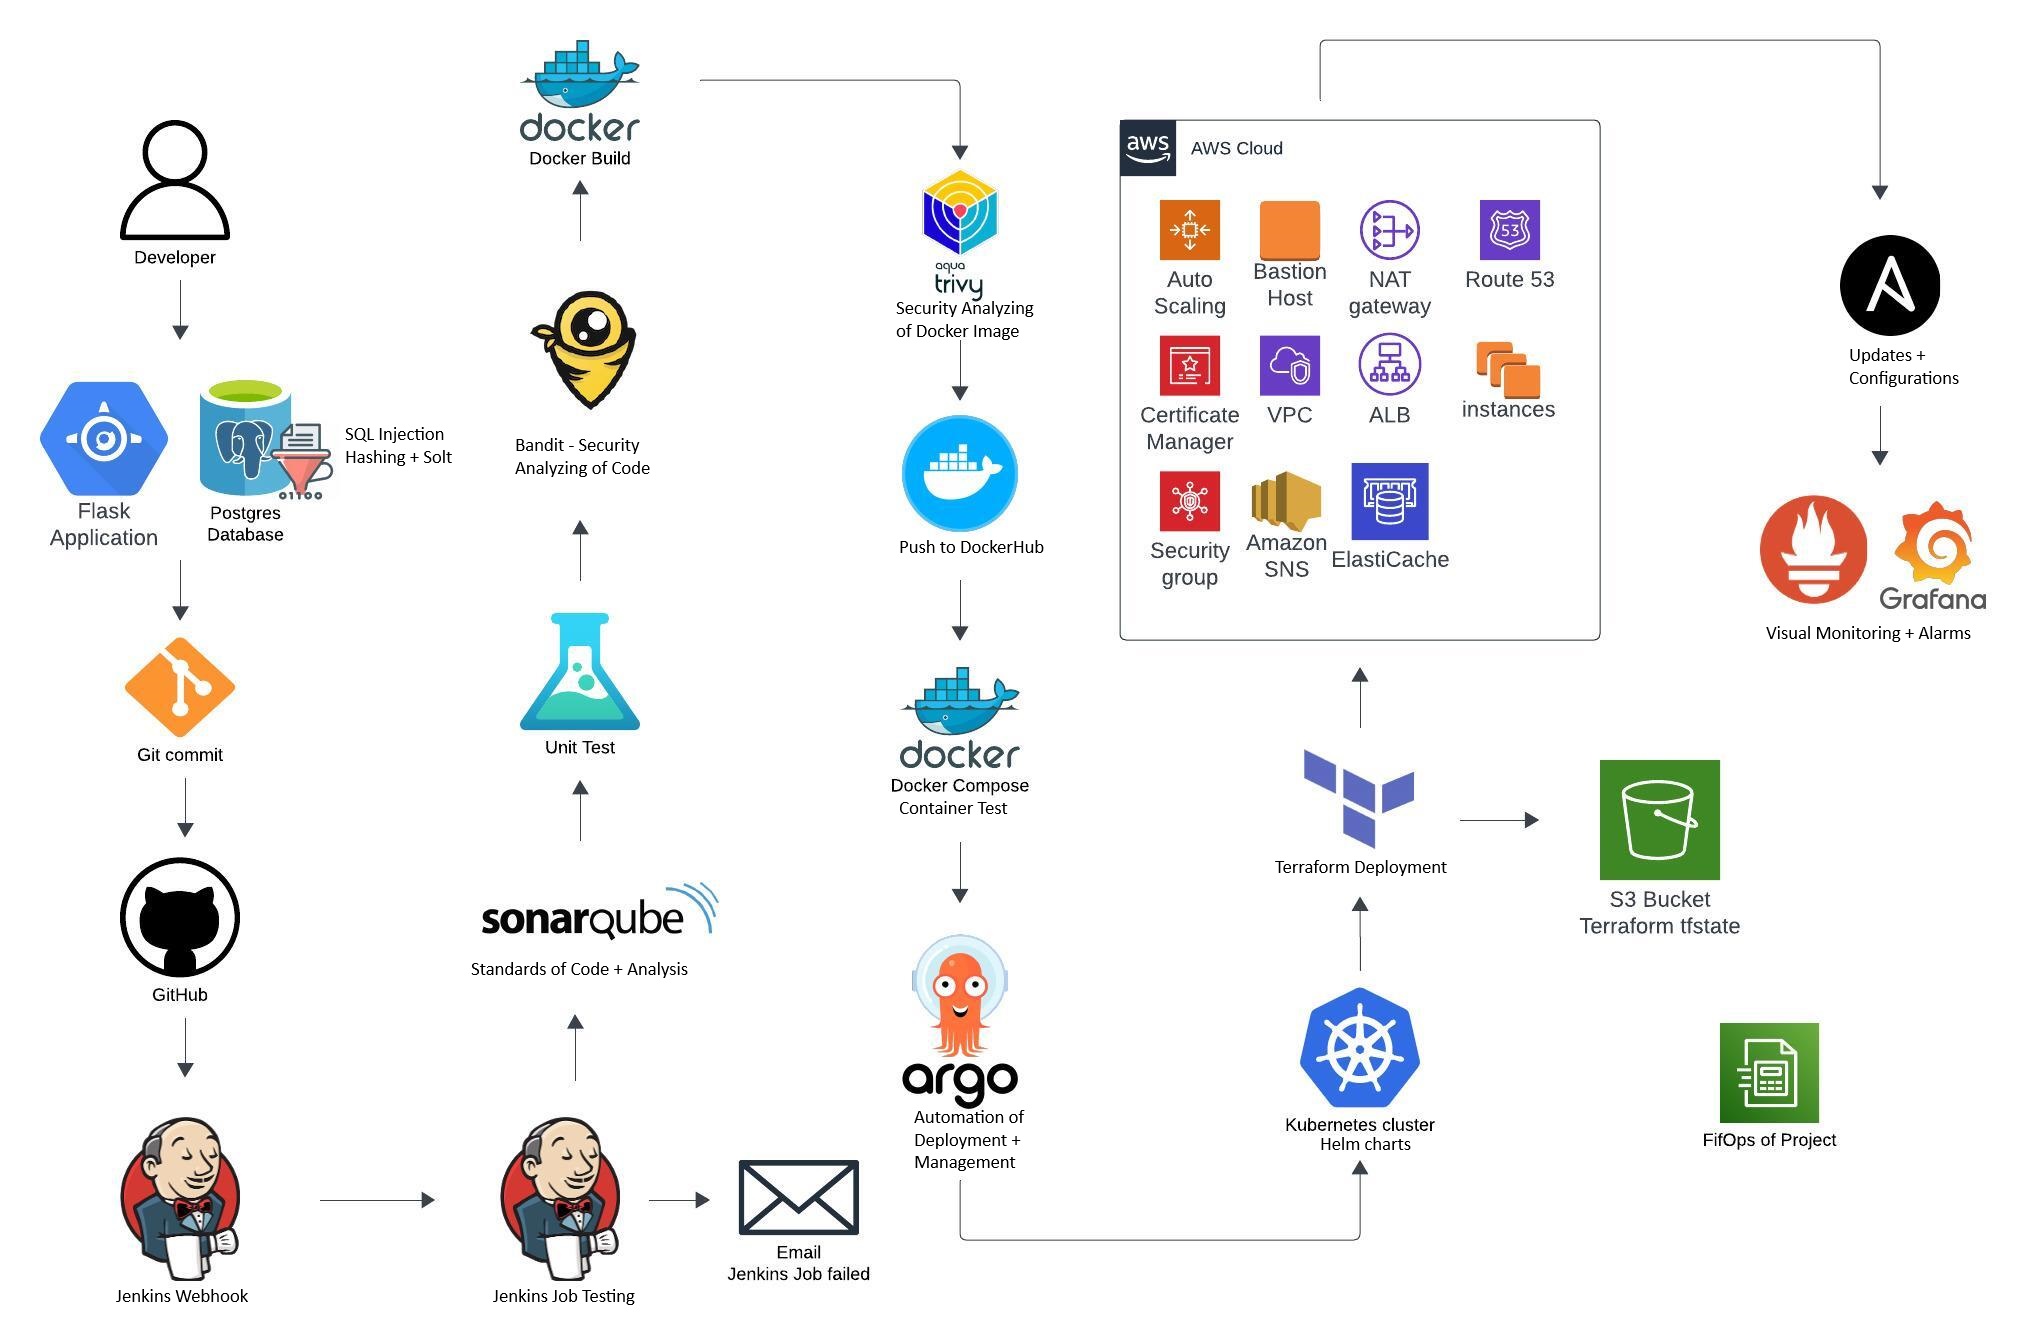 Developer
Flask
Application
Postgres
Database
SQL Injection
Hashing + Solt
01100
Git commit
GitHub
Jenkins Webhook
Jenkins Job Testing
Email
Jenkins Job failed
sonarqube
Standards of Code + Analysis
Unit Test
Bandit - Security
Analyzing of Code
docker
Docker Build
aqua
trivy
Security Analyzing
of Docker Image
Push to DockerHub
docker
Docker Compose
Container Test
argo
Automation of
Deployment +
Management
Kubernetes cluster
Helm charts
Terraform Deployment
S3 Bucket
Terraform tfstate
aws
AWS Cloud
Auto
Scaling
Bastion
Host
NAT
gateway
53
Route 53
Certificate
Manager
VPC
ALB
instances
Security
group
Amazon
SNS
ElastiCache
Updates +
Configurations
Grafana
Visual Monitoring + Alarms
FifOps of Project